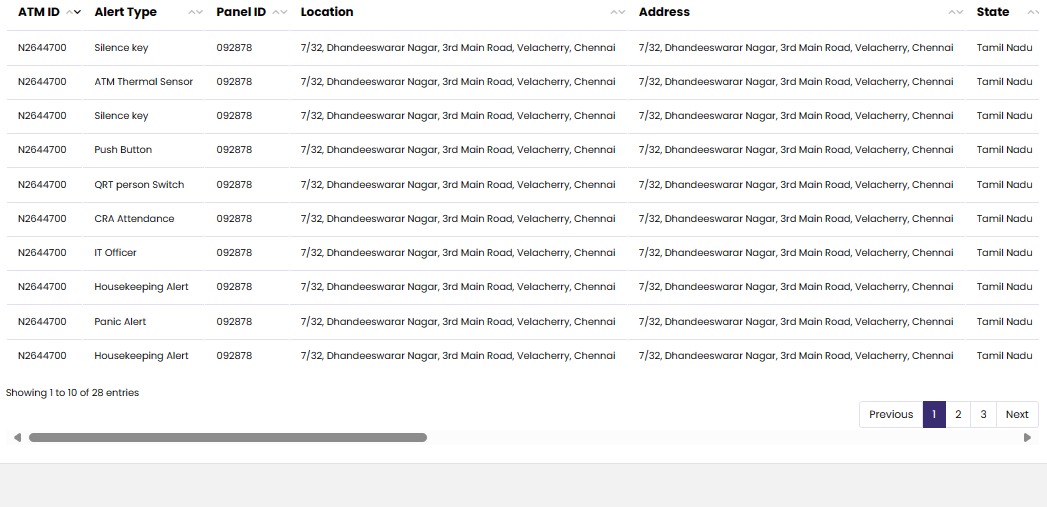 ATM ID Alert Type Panel ID Location Address State
N2644700 Silence key 092878 7/32, Dhandeeswarar Nagar, 3rd Main Road, Velacherry, Chennai 7/32, Dhandeeswarar Nagar, 3rd Main Road, Velacherry, Chennai Tamil Nadu
N2644700 ATM Thermal Sensor 092878 7/32, Dhandeeswarar Nagar, 3rd Main Road, Velacherry, Chennai 7/32, Dhandeeswarar Nagar, 3rd Main Road, Velacherry, Chennai Tamil Nadu
N2644700 Silence key 092878 7/32, Dhandeeswarar Nagar, 3rd Main Road, Velacherry, Chennai 7/32, Dhandeeswarar Nagar, 3rd Main Road, Velacherry, Chennai Tamil Nadu
N2644700 Push Button 092878 7/32, Dhandeeswarar Nagar, 3rd Main Road, Velacherry, Chennai 7/32, Dhandeeswarar Nagar, 3rd Main Road, Velacherry, Chennai Tamil Nadu
N2644700 QRT person Switch 092878 7/32, Dhandeeswarar Nagar, 3rd Main Road, Velacherry, Chennai 7/32, Dhandeeswarar Nagar, 3rd Main Road, Velacherry, Chennai Tamil Nadu
N2644700 CRA Attendance 092878 7/32, Dhandeeswarar Nagar, 3rd Main Road, Velacherry, Chennai 7/32, Dhandeeswarar Nagar, 3rd Main Road, Velacherry, Chennai Tamil Nadu
N2644700 IT Officer 092878 7/32, Dhandeeswarar Nagar, 3rd Main Road, Velacherry, Chennai 7/32, Dhandeeswarar Nagar, 3rd Main Road, Velacherry, Chennai Tamil Nadu
N2644700 Housekeeping Alert 092878 7/32, Dhandeeswarar Nagar, 3rd Main Road, Velacherry, Chennai 7/32, Dhandeeswarar Nagar, 3rd Main Road, Velacherry, Chennai Tamil Nadu
N2644700 Panic Alert 092878 7/32, Dhandeeswarar Nagar, 3rd Main Road, Velacherry, Chennai 7/32, Dhandeeswarar Nagar, 3rd Main Road, Velacherry, Chennai Tamil Nadu
N2644700 Housekeeping Alert 092878 7/32, Dhandeeswarar Nagar, 3rd Main Road, Velacherry, Chennai 7/32, Dhandeeswarar Nagar, 3rd Main Road, Velacherry, Chennai Tamil Nadu
Showing 1 to 10 of 28 entries
Previous 1 2 3 Next